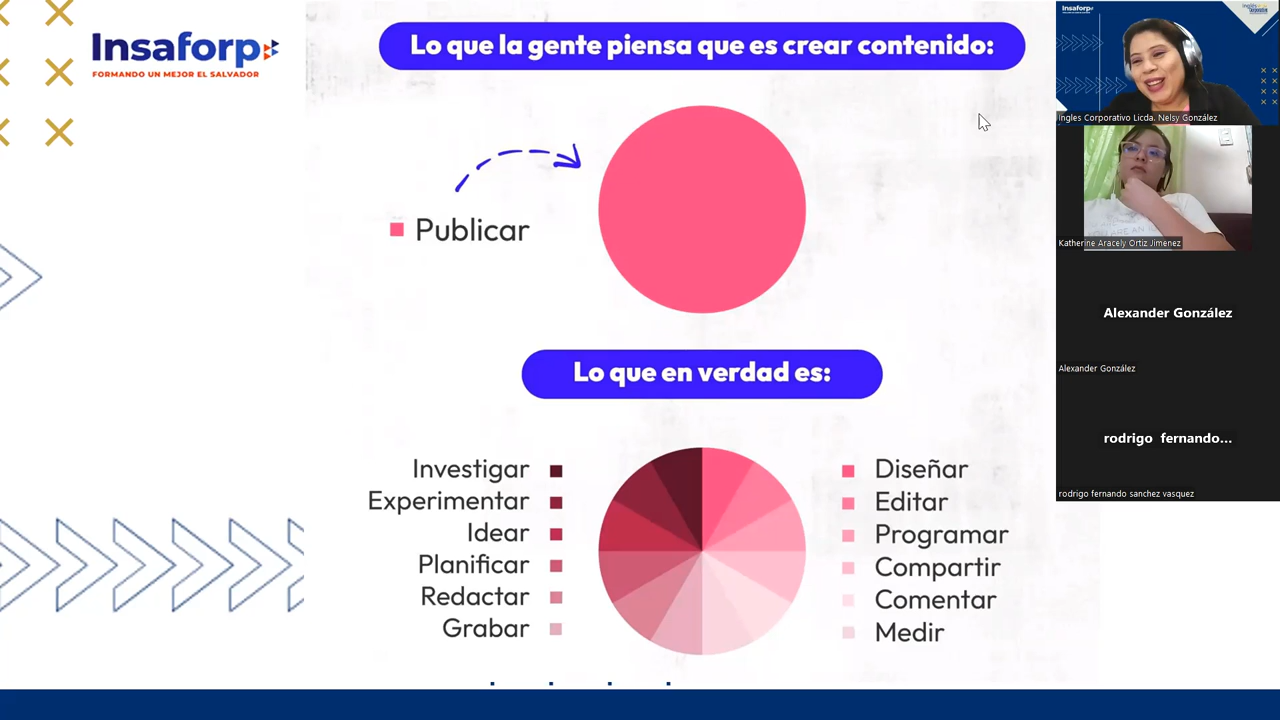 Insaforp
FORMANDO UN MEJOR EL SALVADOR
Lo que la gente piensa que es crear contenido:
Publicar
Lo que en verdad es:
Investigar
Experimentar
Idear
Planificar
Redactar
Grabar
Diseñar
Editar
Programar
Compartir
Comentar
Medir
Insaforp
Ingles Corporativo Licda. Nelsy González
Katherine Aracely Ortiz Jimenez
Alexander González
Alexander González
rodrigo fernando...
rodrigo fernando sanchez vasquez